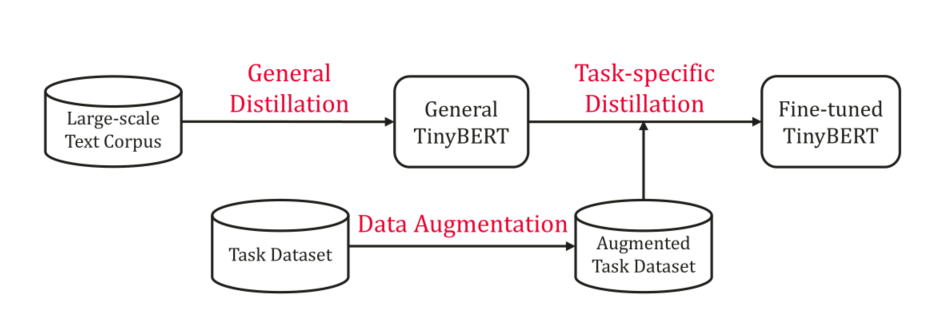 General
Distillation
Task-specific
Distillation
Large-scale
Text Corpus
General
TinyBERT
Fine-tuned
TinyBERT
Data Augmentation
Task Dataset
Augmented
Task Dataset